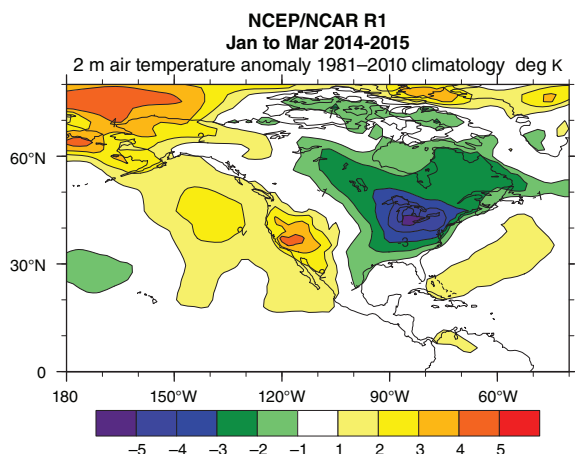 NCEP/NCAR R1
Jan to Mar 2014-2015
2 m air temperature anomaly 1981–2010 climatology deg K
60°N
30°N
0
180 150°W 120°W 90°W 60°W
−5 −4 −3 −2 −1 1 2 3 4 5